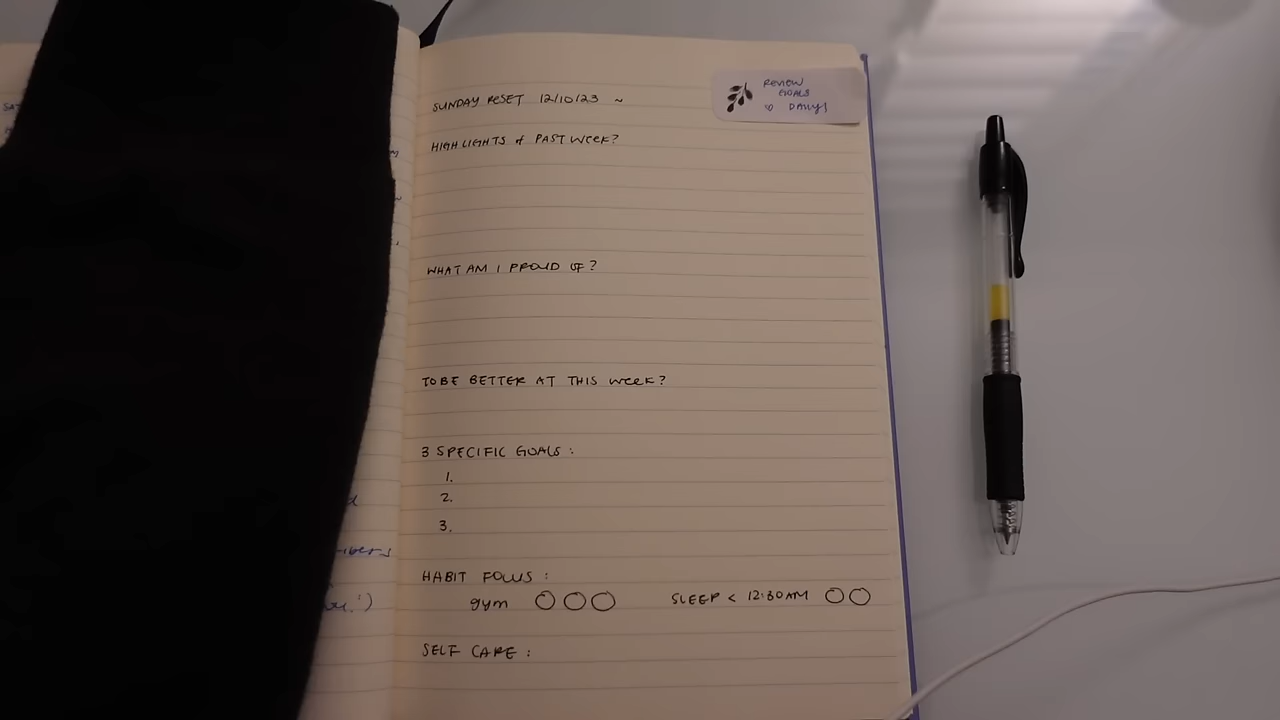 SUNDAY RESET 12/10/23 ~
REVIEW
GOALS
DAILY!
HIGHLIGHTS of PAST WEEK?
WHAT AM I PROUD OF?
TO BE BETTER AT THIS WEEK?
3 SPECIFIC GOALS:
1.
2.
3.
HABIT FOCUS:
gym
SLEEP < 12:30AM
SELF CARE: